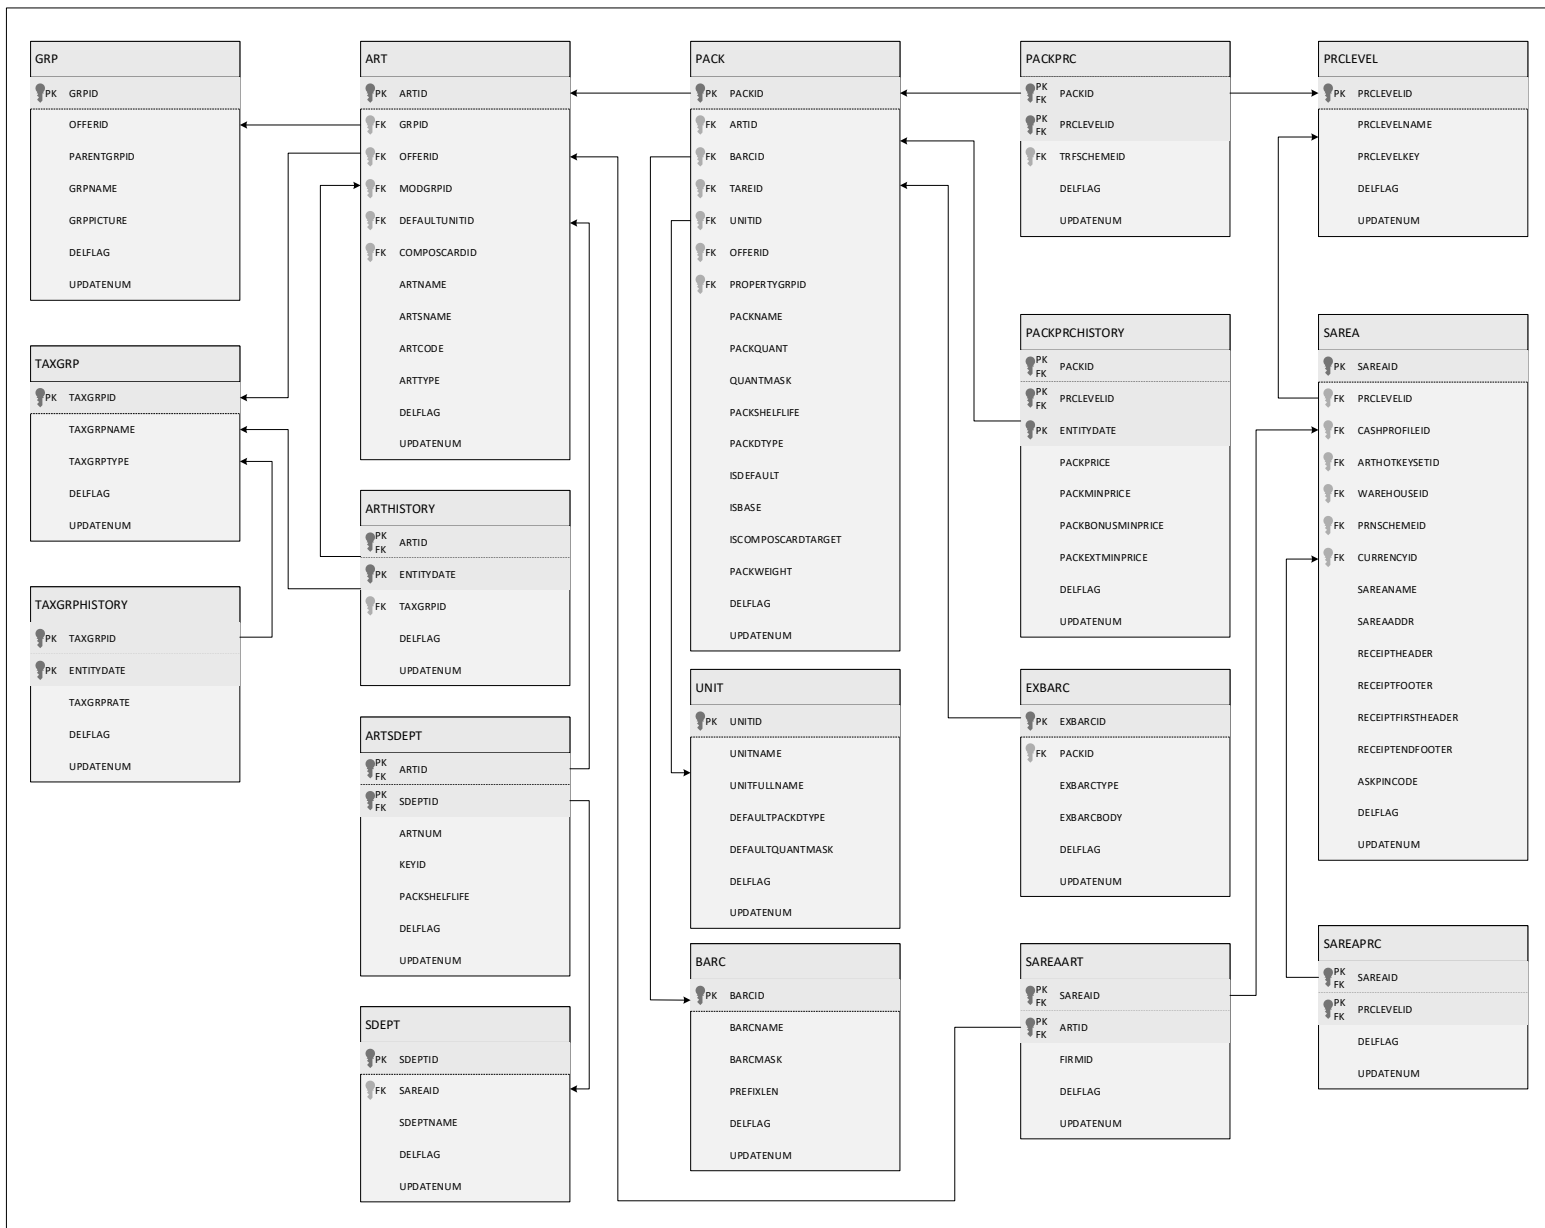 GRP
PK GRPID
OFFERID
PARENTGRPID
GRPNAME
GRPPICTURE
DELFLAG
UPDATENUM
TAXGRP
PK TAXGRPID
TAXGRPNAME
TAXGRPTYPE
DELFLAG
UPDATENUM
TAXGRPHISTORY
PK TAXGRPID
PK ENTITYDATE
TAXGRPRATE
DELFLAG
UPDATENUM
ART
PK ARTID
FK GRPID
FK OFFERID
FK MODGRPID
FK DEFAULTUNITID
FK COMPOSCARDID
ARTNAME
ARTSNAME
ARTCODE
ARTTYPE
DELFLAG
UPDATENUM
ARTHISTORY
PK
FK ARTID
PK ENTITYDATE
FK TAXGRPID
DELFLAG
UPDATENUM
ARTSDEPT
PK
FK ARTID
PK
FK SDEPTID
ARTNUM
KEYID
PACKSHELFLIFE
DELFLAG
UPDATENUM
SDEPT
PK SDEPTID
FK SAREAID
SDEPTNAME
DELFLAG
UPDATENUM
PACK
PK PACKID
FK ARTID
FK BARCID
FK TAREID
FK UNITID
FK OFFERID
FK PROPERTYGRPID
PACKNAME
PACKQUANT
QUANTMASK
PACKSHELFLIFE
PACKDTYPE
ISDEFAULT
ISBASE
ISCOMPOSCARDTARGET
PACKWEIGHT
DELFLAG
UPDATENUM
UNIT
PK UNITID
UNITNAME
UNITFULLNAME
DEFAULTPACKDTYPE
DEFAULTQUANTMASK
DELFLAG
UPDATENUM
BARC
PK BARCID
BARCNAME
BARCMASK
PREFIXLEN
DELFLAG
UPDATENUM
PACKPRC
PK
FK PACKID
PK
FK PRCLEVELID
FK TRFSCHEMEID
DELFLAG
UPDATENUM
PACKPRCHISTORY
PK
FK PACKID
PK
FK PRCLEVELID
PK ENTITYDATE
PACKPRICE
PACKMINPRICE
PACKBONUSMINPRICE
PACKEXTMINPRICE
DELFLAG
UPDATENUM
EXBARC
PK EXBARCID
FK PACKID
EXBARCTYPE
EXBARCBODY
DELFLAG
UPDATENUM
SAREAART
PK
FK SAREAID
PK
FK ARTID
FIRMID
DELFLAG
UPDATENUM
PRCLEVEL
PK PRCLEVELID
PRCLEVELNAME
PRCLEVELKEY
DELFLAG
UPDATENUM
SAREA
PK SAREAID
FK PRCLEVELID
FK CASHPROFILEID
FK ARTHOTKEYSETID
FK WAREHOUSEID
FK PRNSCHEMEID
FK CURRENCYID
SAREANAME
SAREAADDR
RECEIPTHEADER
RECEIPTFOOTER
RECEIPTFIRSTHEADER
RECEIPTENDFOOTER
ASKPINCODE
DELFLAG
UPDATENUM
SAREAPRC
PK
FK SAREAID
PK
FK PRCLEVELID
DELFLAG
UPDATENUM